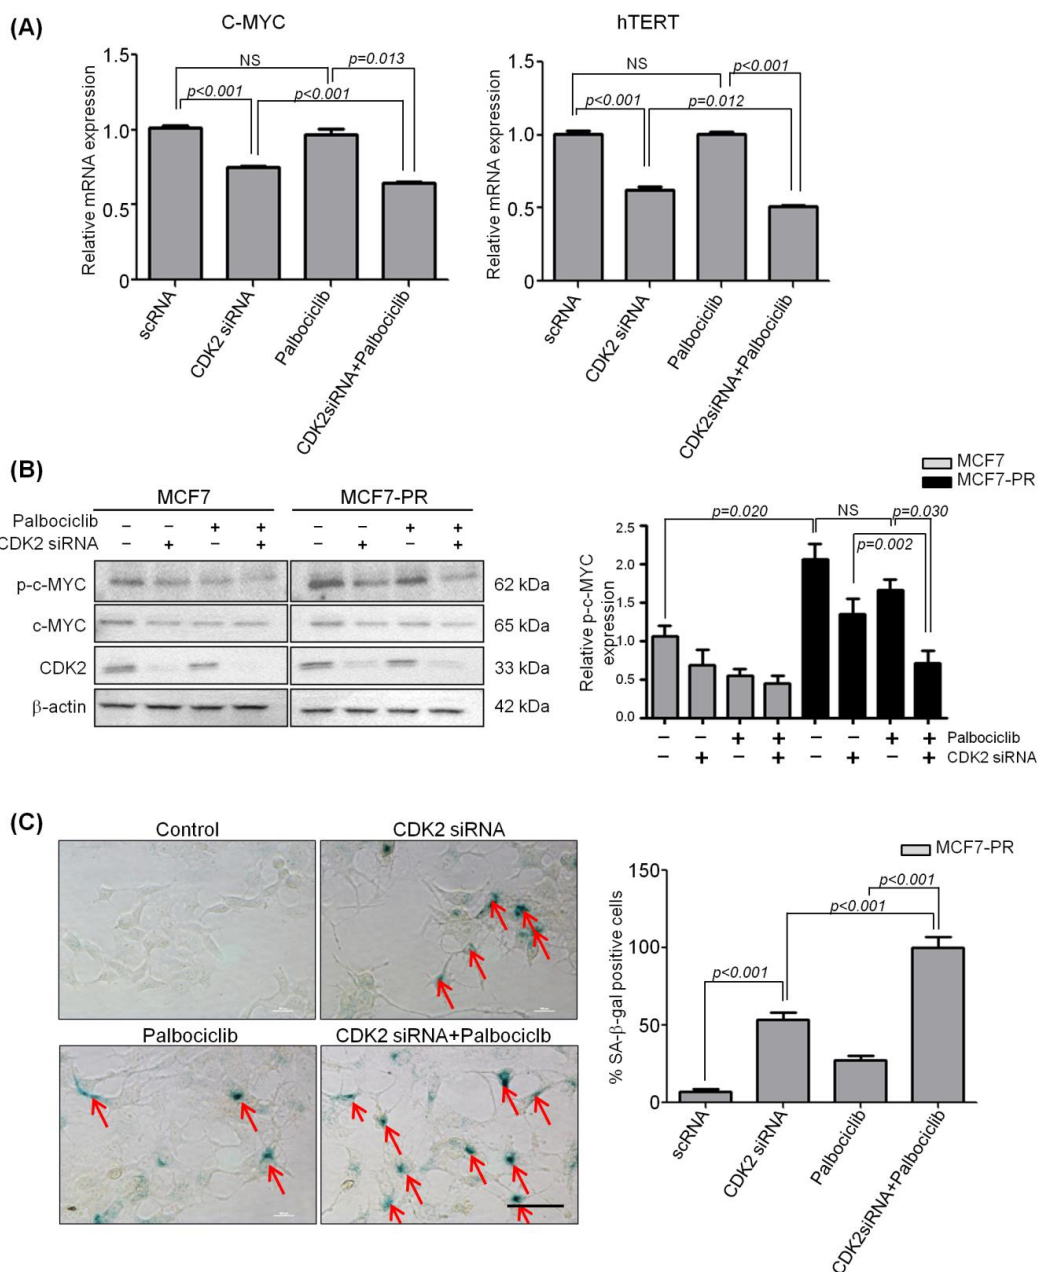 (A)
C-MYC
Relative mRNA expression
1.5
1.0
0.5
0
NS
p=0.013
p<0.001
p<0.001
scRNA
CDK2 siRNA
Palbociclib
CDK2siRNA+Palbociclib
hTERT
Relative mRNA expression
1.5
1.0
0.5
0
NS
p<0.001
p<0.001
p=0.012
scRNA
CDK2 siRNA
Palbociclib
CDK2siRNA+Palbociclib
(B)
MCF7
MCF7-PR
Palbociclib – – + + – – + +
CDK2 siRNA – + – + – + – +
p-c-MYC
62 kDa
c-MYC
65 kDa
CDK2
33 kDa
β-actin
42 kDa
MCF7
MCF7-PR
Relative p-c-MYC
expression
2.5
2.0
1.5
1.0
0.5
0.0
p=0.020
NS
p=0.030
p=0.002
– – + + – – + + Palbociclib
– + – + – + – + CDK2 siRNA
(C)
Control
CDK2 siRNA
Palbociclib
CDK2 siRNA+Palbociclb
MCF7-PR
% SA-β-gal positive cells
150
100
50
0
p<0.001
p<0.001
p<0.001
scRNA
CDK2 siRNA
Palbociclib
CDK2siRNA+Palbociclib